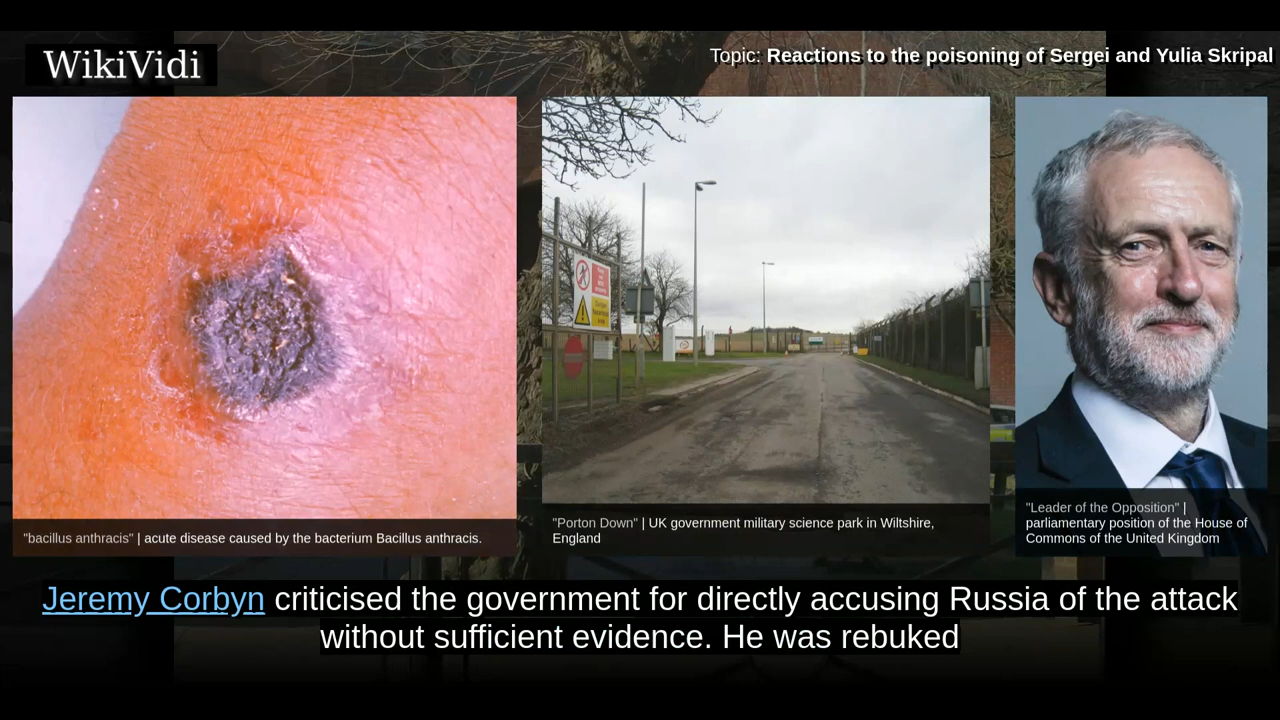 WikiVidi
Topic: Reactions to the poisoning of Sergei and Yulia Skripal
"bacillus anthracis" | acute disease caused by the bacterium Bacillus anthracis.
"Porton Down" | UK government military science park in Wiltshire,
England
"Leader of the Opposition" |
parliamentary position of the House of
Commons of the United Kingdom
Jeremy Corbyn criticised the government for directly accusing Russia of the attack
without sufficient evidence. He was rebuked